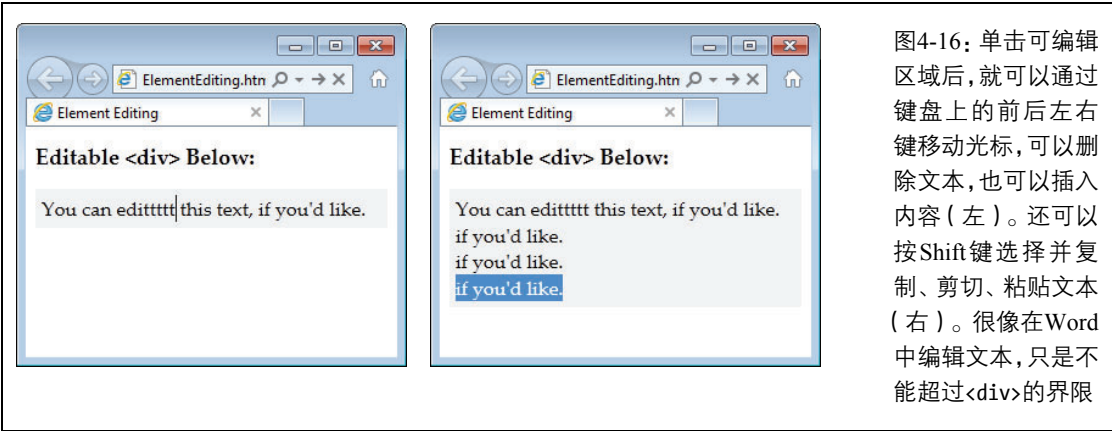 ElementEditing.htn
Element Editing
Editable <div> Below:
You can edittttt this text, if you'd like.
ElementEditing.htn
Element Editing
Editable <div> Below:
You can edittttt this text, if you'd like.
if you'd like.
if you'd like.
if you'd like.
图4-16：单击可编辑
区域后，就可以通过
键盘上的前后左右
键移动光标，可以删
除文本，也可以插入
内容（左）。还可以
按Shift键选择并复
制、剪切、粘贴文本
（右）。很像在Word
中编辑文本，只是不
能超过<div>的界限